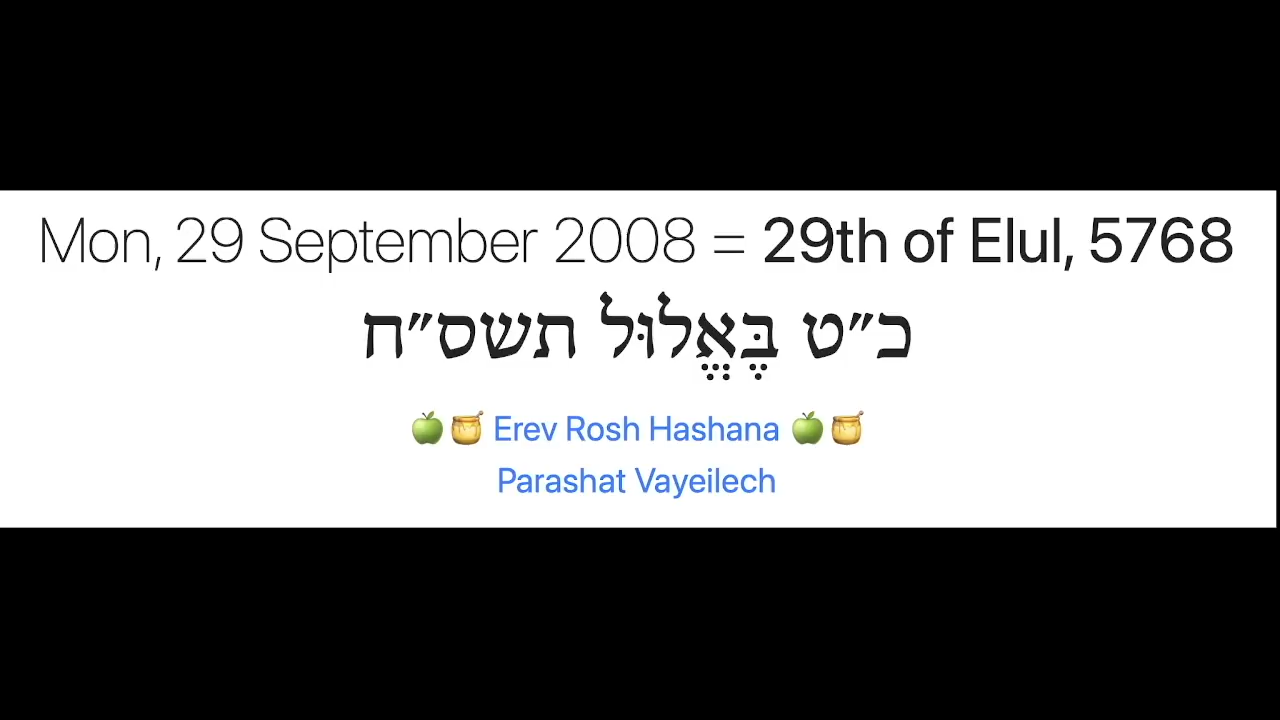 Mon, 29 September 2008 = 29th of Elul, 5768
כ״ט בֶּאֱלוּל תשס״ח
🍏🍯 Erev Rosh Hashana 🍏🍯
Parashat Vayeilech